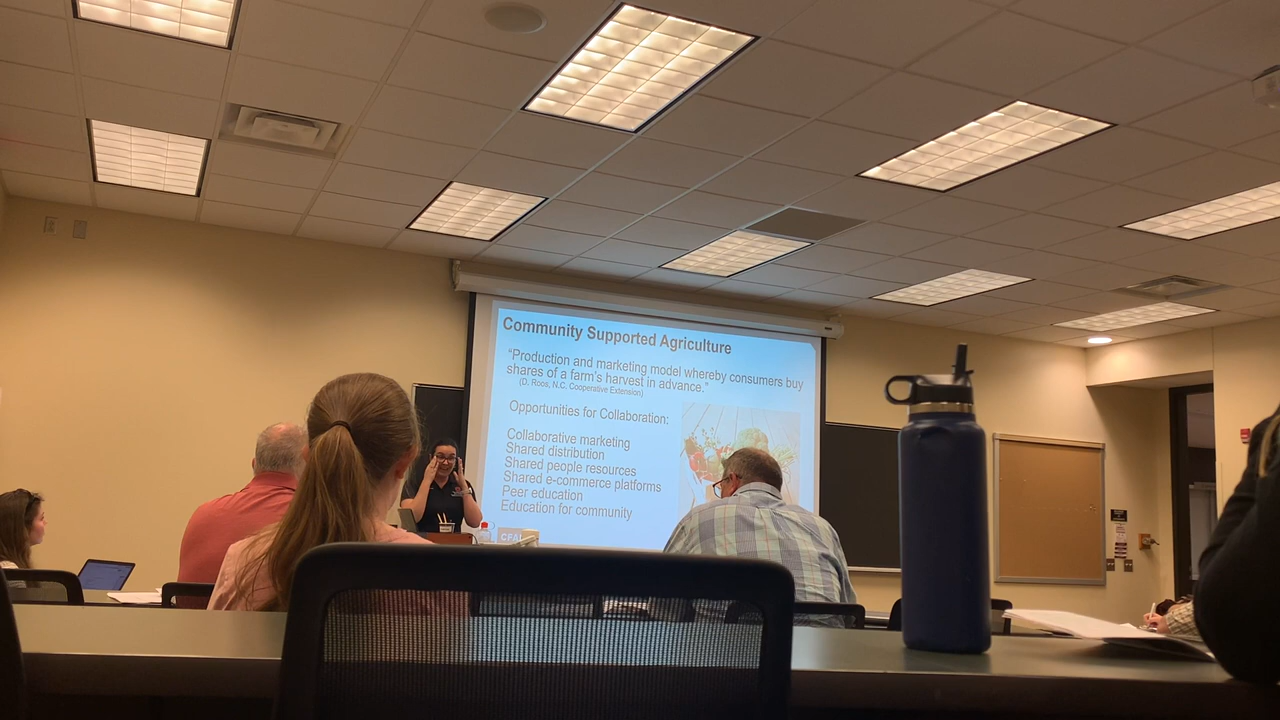 Community Supported Agriculture
“Production and marketing model whereby consumers buy
shares of a farm’s harvest in advance.”
(D. Roos, N.C. Cooperative Extension)
Opportunities for Collaboration:
Collaborative marketing
Shared distribution
Shared people resources
Shared e-commerce platforms
Peer education
Education for community